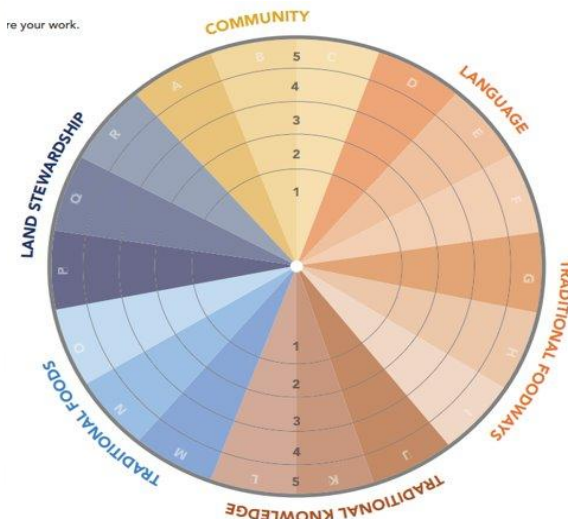 re your work.
COMMUNITY
LANGUAGE
TRADITIONAL FOODWAYS
TRADITIONAL KNOWLEDGE
TRADITIONAL FOODS
LAND STEWARDSHIP
A
B
C
D
E
F
G
H
I
J
K
L
M
N
O
P
Q
R
5
4
3
2
1
1
2
3
4
5